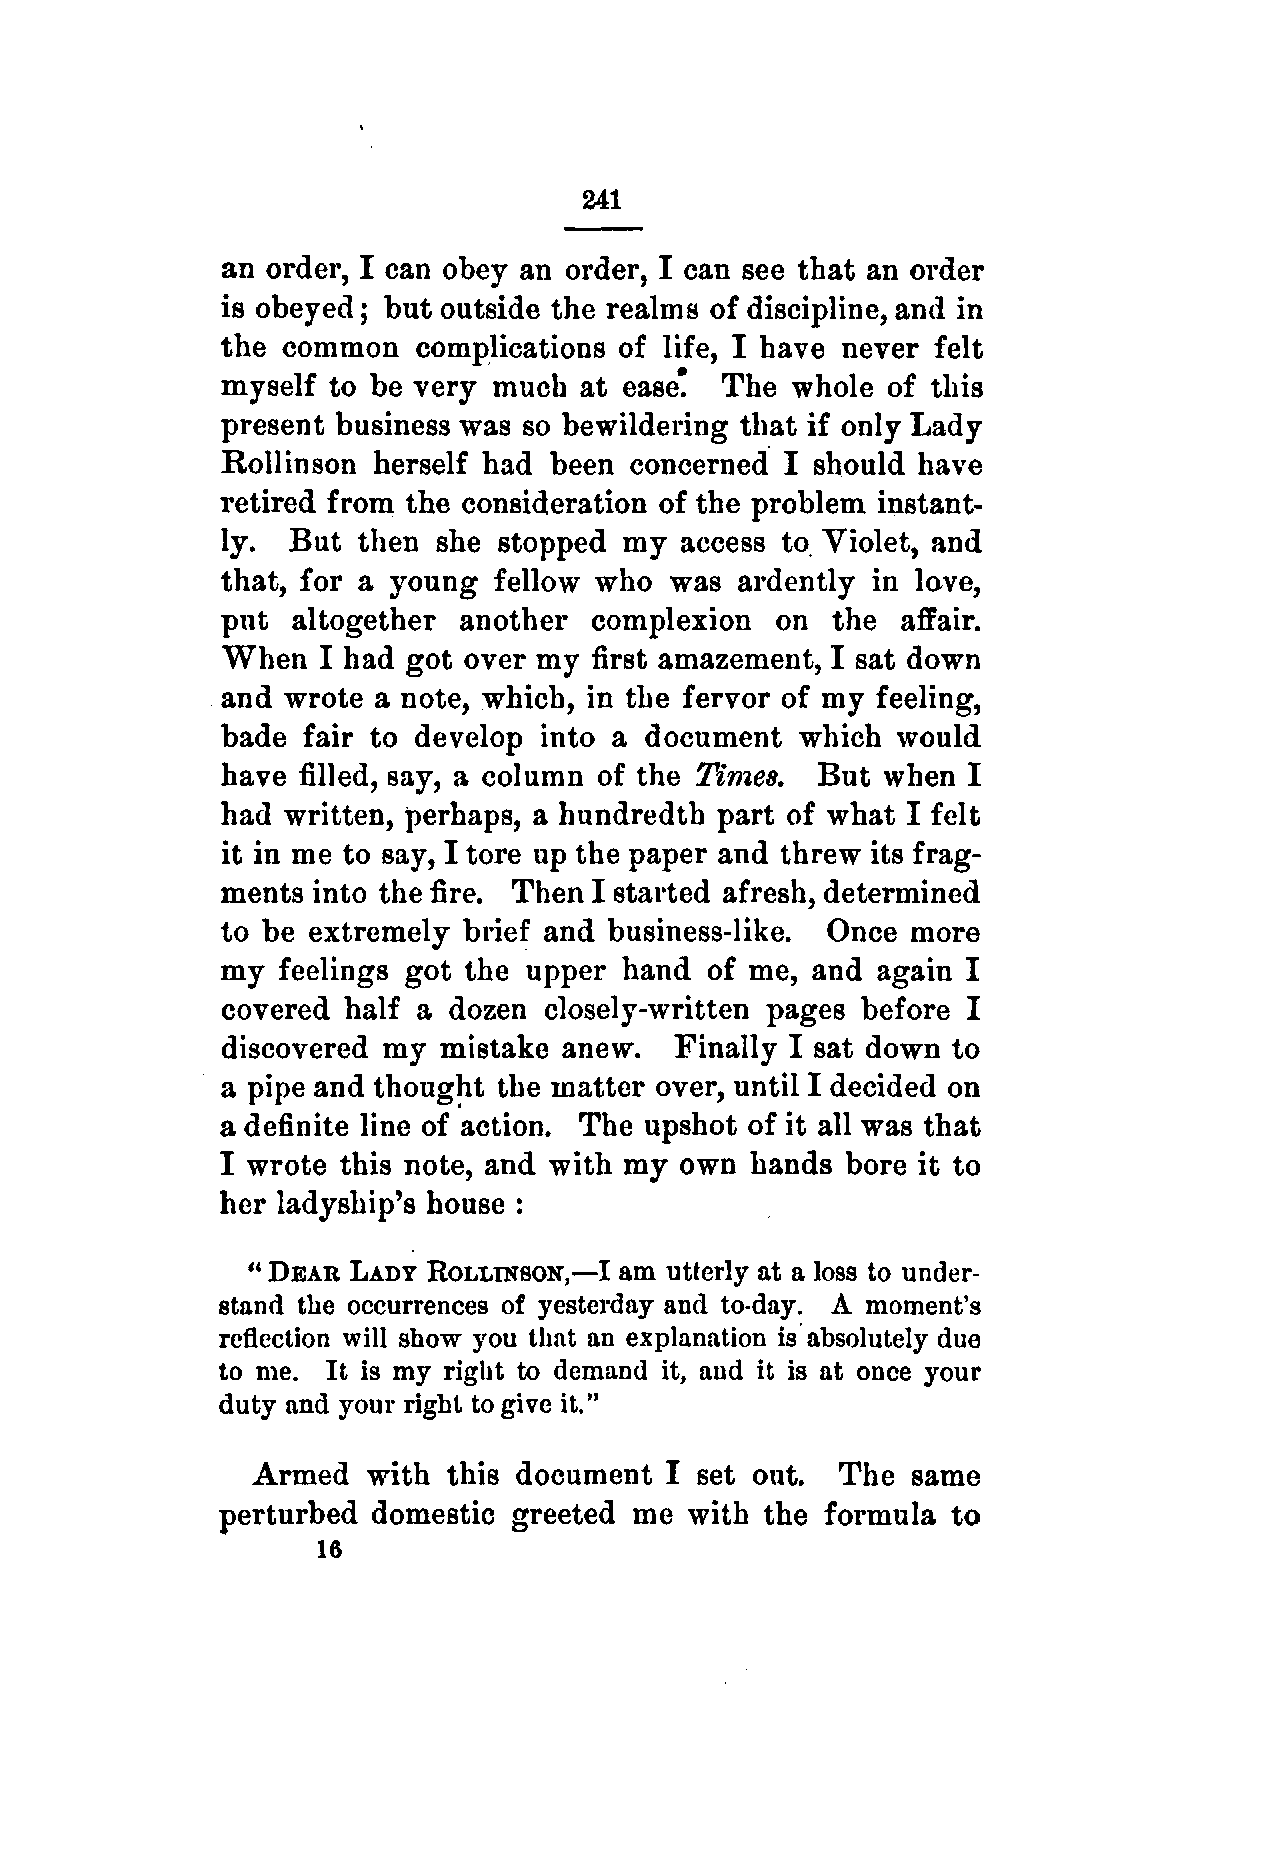 241
an order, I can obey an order, I can see that an order
is obeyed; but outside the realms of discipline, and in
the common complications of life, I have never felt
myself to be very much at ease. The whole of this
present business was so bewildering that if only Lady
Rollinson herself had been concerned I should have
retired from the consideration of the problem instant-
ly. But then she stopped my access to Violet, and
that, for a young fellow who was ardently in love,
put altogether another complexion on the affair.
When I had got over my first amazement, I sat down
and wrote a note, which, in the fervor of my feeling,
bade fair to develop into a document which would
have filled, say, a column of the Times. But when I
had written, perhaps, a hundredth part of what I felt
it in me to say, I tore up the paper and threw its frag-
ments into the fire. Then I started afresh, determined
to be extremely brief and business-like. Once more
my feelings got the upper hand of me, and again I
covered half a dozen closely-written pages before I
discovered my mistake anew. Finally I sat down to
a pipe and thought the matter over, until I decided on
a definite line of action. The upshot of it all was that
I wrote this note, and with my own hands bore it to
her ladyship's house :
"DEAR LADY ROLLINSON,—I am utterly at a loss to under-
stand the occurrences of yesterday and to-day. A moment's
reflection will show you that an explanation is absolutely due
to me. It is my right to demand it, and it is at once your
duty and your right to give it."
Armed with this document I set out. The same
perturbed domestic greeted me with the formula to
16